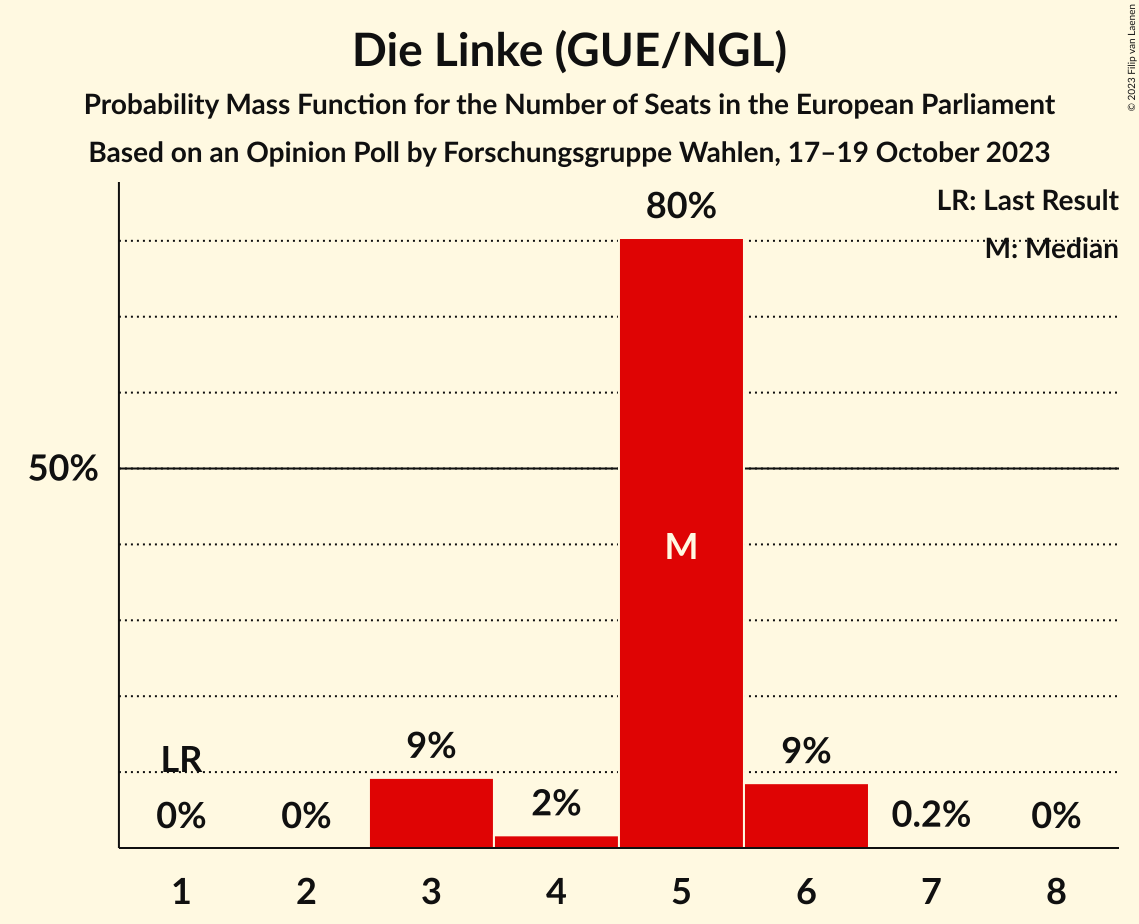 Die Linke (GUE/NGL)
Probability Mass Function for the Number of Seats in the European Parliament
Based on an Opinion Poll by Forschungsgruppe Wahlen, 17–19 October 2023
© 2023 Filip van Laenen
LR: Last Result
M: Median
80%
50%
M
LR
9%
9%
0%
0%
2%
0.2%
0%
1 2 3 4 5 6 7 8